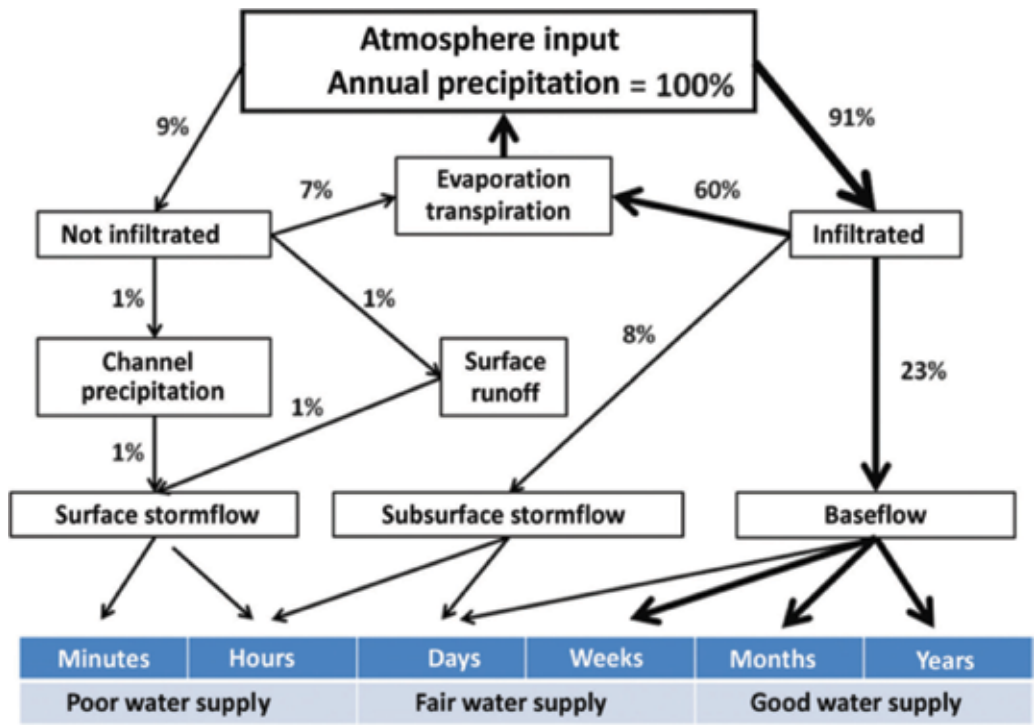 Atmosphere input
Annual precipitation = 100%
9%
91%
7%
Evaporation
transpiration
60%
Not infiltrated
Infiltrated
1%
1%
8%
Channel
precipitation
Surface
runoff
23%
1%
1%
Surface stormflow
Subsurface stormflow
Baseflow
Minutes
Hours
Days
Weeks
Months
Years
Poor water supply
Fair water supply
Good water supply